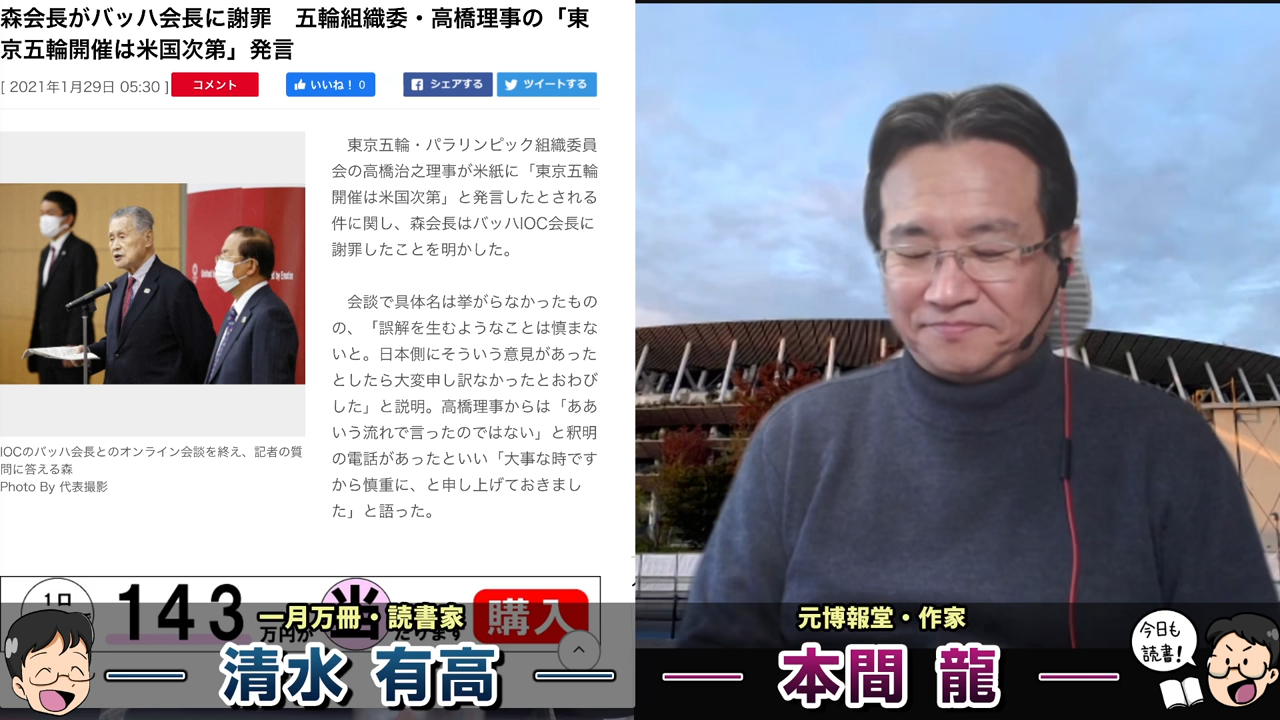 森会長がバッハ会長に謝罪　五輪組織委・高橋理事の「東
京五輪開催は米国次第」発言
[ 2021年1月29日 05:30 ] コメント いいね！ 0 シェアする ツイートする
東京五輪・パラリンピック組織委員
会の高橋治之理事が米紙に「東京五輪
開催は米国次第」と発言したとされる
件に関し、森会長はバッハIOC会長に
謝罪したことを明かした。
会談で具体名は挙がらなかったもの
の、「誤解を生むようなことは慎まな
いと。日本側にそういう意見があった
としたら大変申し訳なかったとおわび
した」と説明。高橋理事からは「ああ
いう流れで言ったのではない」と釈明
の電話があったといい「大事な時です
から慎重に、と申し上げておきまし
た」と語った。
IOCのバッハ会長とのオンライン会談を終え、記者の質
問に答える森
Photo By 代表撮影
1口
143
万円が
当
購入
一月万冊・読書家
清水 有高
元博報堂・作家
本間 龍
今日も
読書!